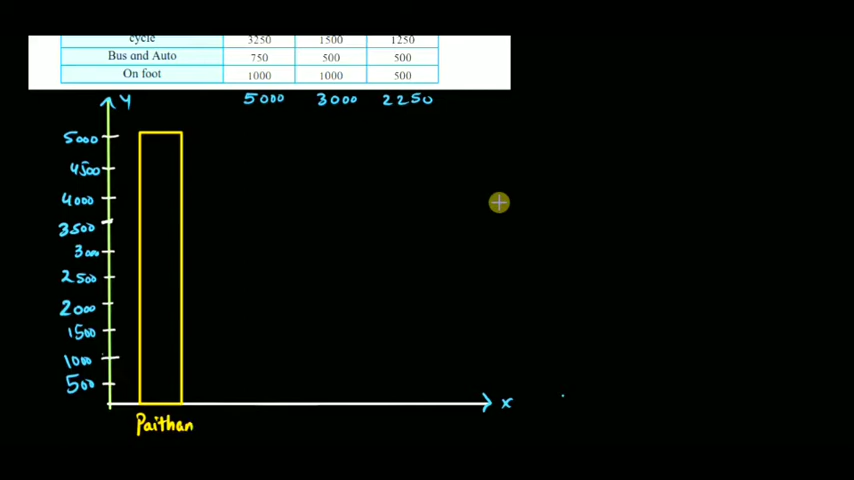 cycle 3250 1500 1250
Bus and Auto 750 500 500
On foot 1000 1000 500
5000 3000 2250
Y
5000
4500
4000
3500
3000
2500
2000
1500
1000
500
x
Paithan